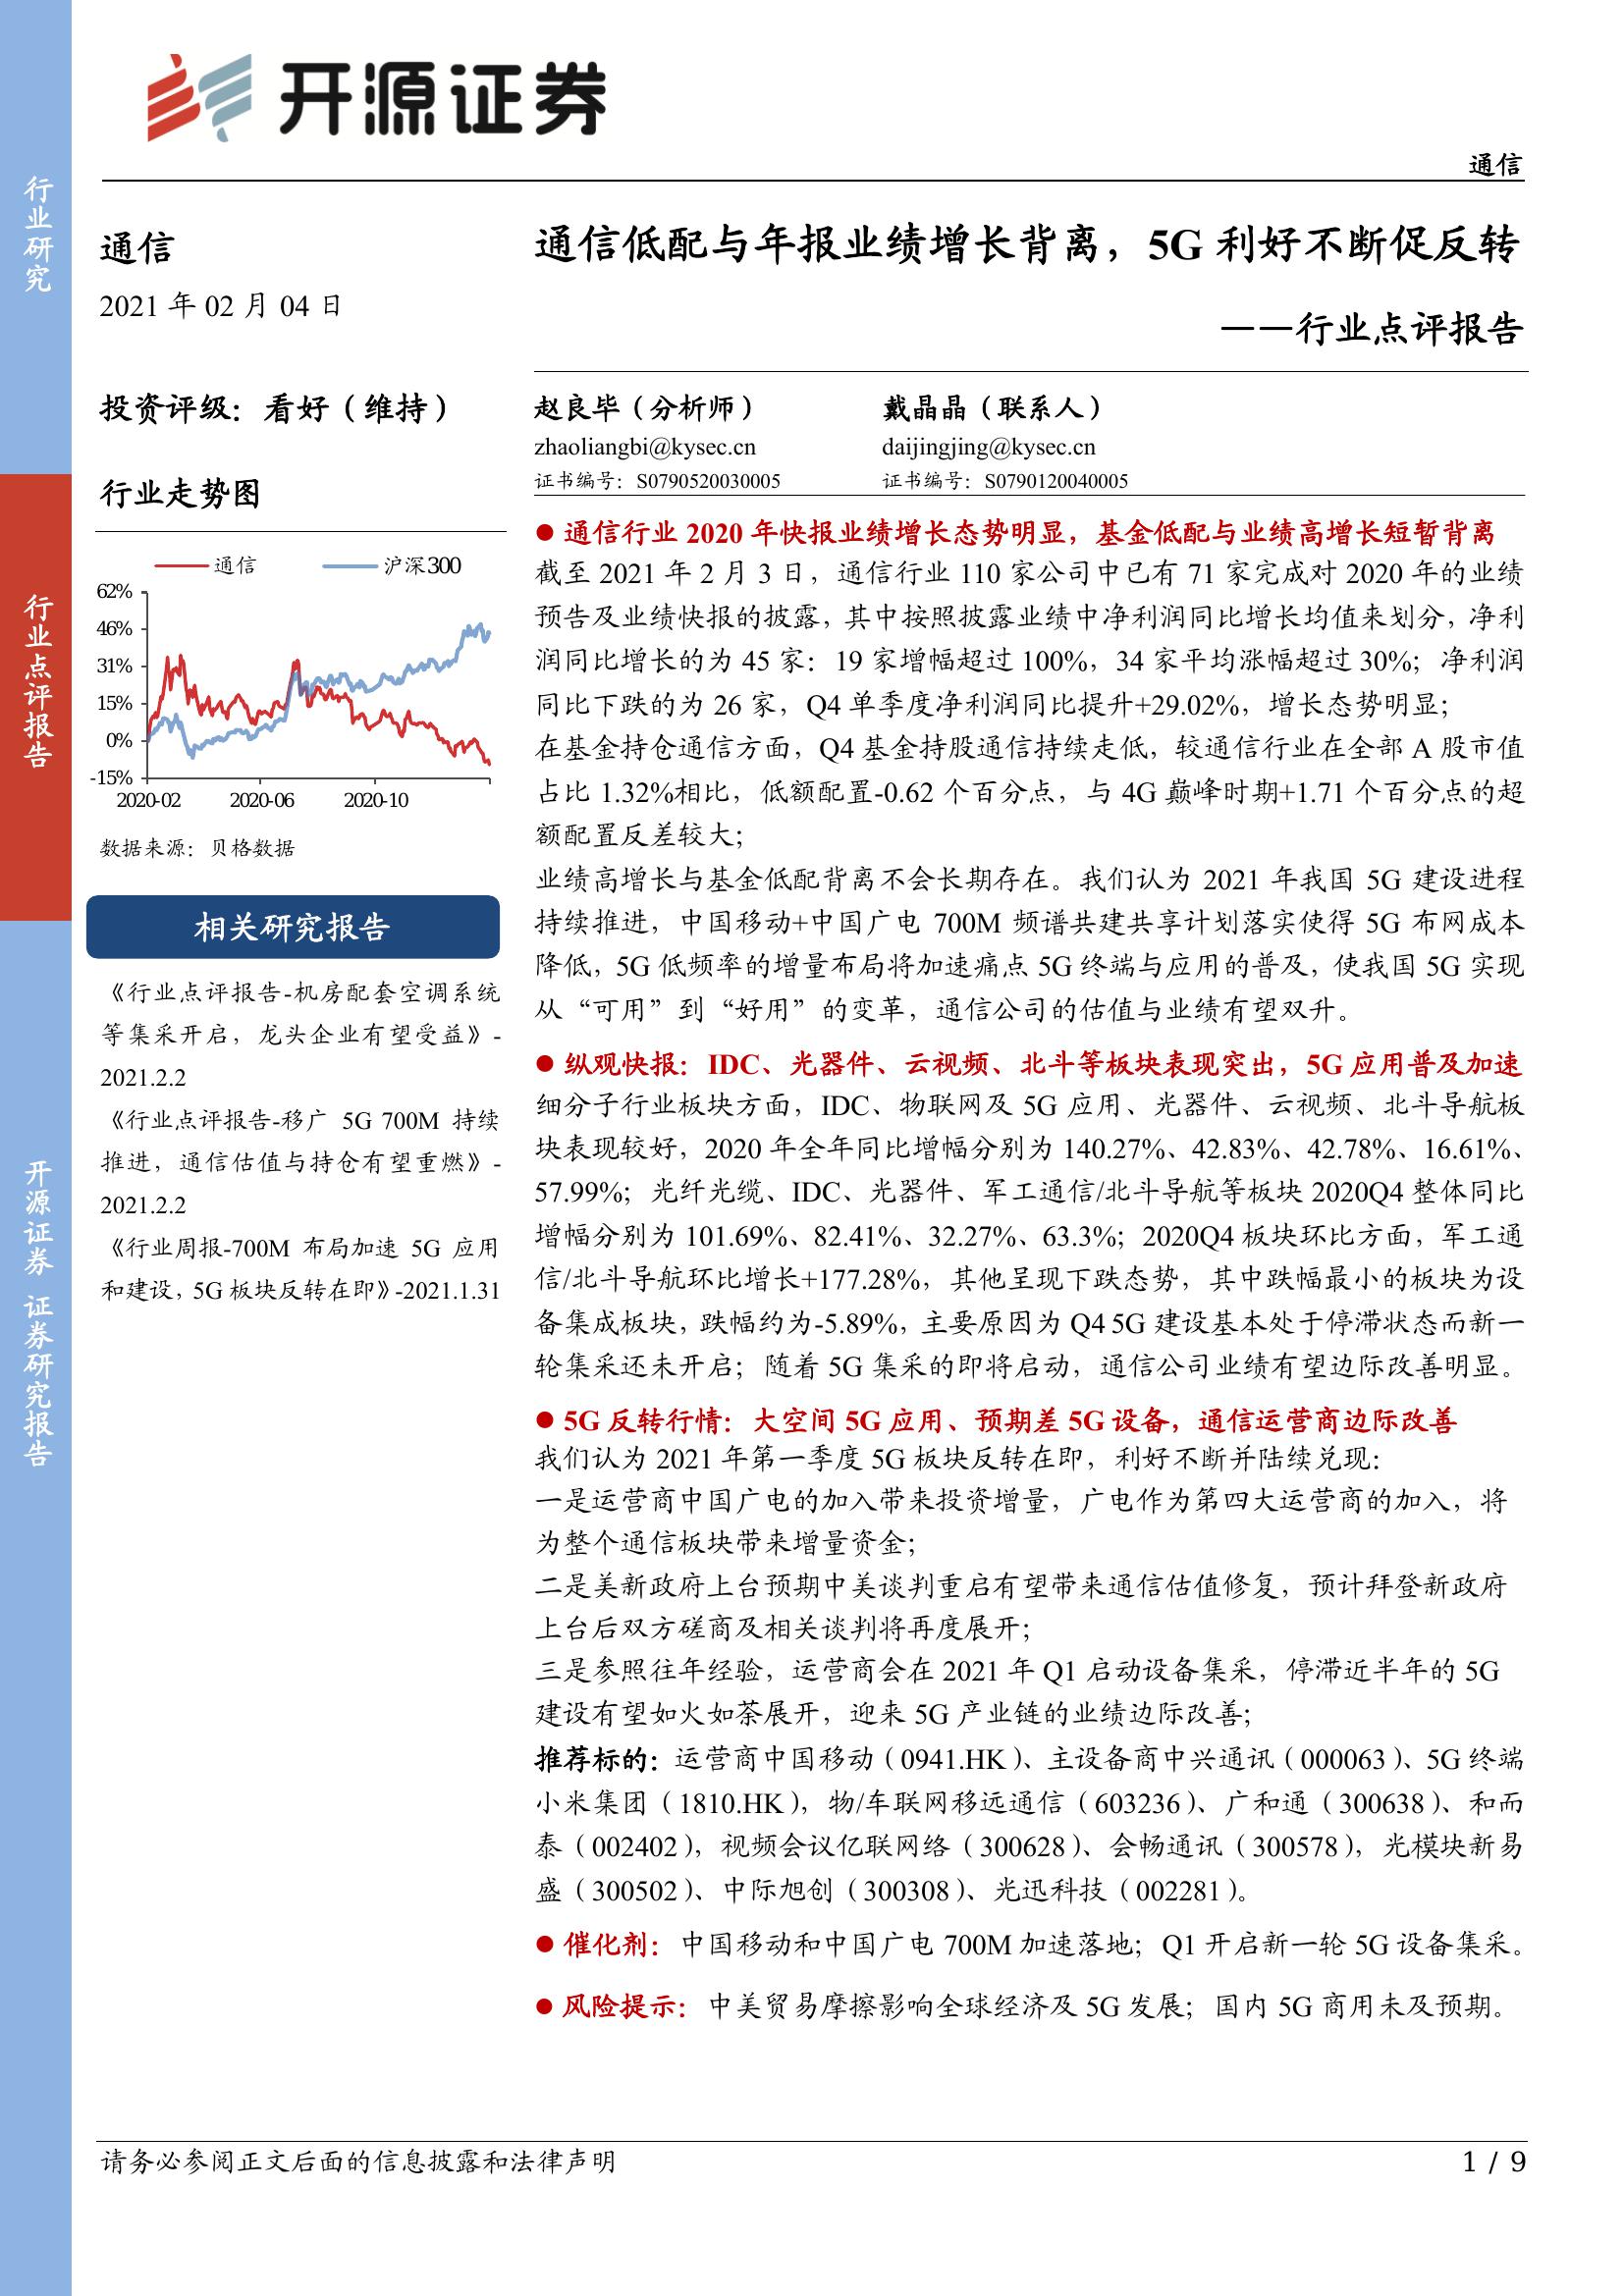 开源证券
通信
行业研究
行业点评报告
开源证券 证券研究报告
通信
2021 年 02 月 04 日
投资评级：看好（维持）
行业走势图
通信 沪深300
62%
46%
31%
15%
0%
-15%
2020-02 2020-06 2020-10
数据来源：贝格数据
相关研究报告
《行业点评报告-机房配套空调系统
等集采开启，龙头企业有望受益》-
2021.2.2
《行业点评报告-移广 5G 700M 持续
推进，通信估值与持仓有望重燃》-
2021.2.2
《行业周报-700M 布局加速 5G 应用
和建设，5G 板块反转在即》-2021.1.31
通信低配与年报业绩增长背离，5G 利好不断促反转
——行业点评报告
赵良毕（分析师） 戴晶晶（联系人）
zhaoliangbi@kysec.cn daijingjing@kysec.cn
证书编号：S0790520030005 证书编号：S0790120040005
● 通信行业 2020 年快报业绩增长态势明显，基金低配与业绩高增长短暂背离
截至 2021 年 2 月 3 日，通信行业 110 家公司中已有 71 家完成对 2020 年的业绩
预告及业绩快报的披露，其中按照披露业绩中净利润同比增长均值来划分，净利
润同比增长的为 45 家：19 家增幅超过 100%，34 家平均涨幅超过 30%；净利润
同比下跌的为 26 家，Q4 单季度净利润同比提升+29.02%，增长态势明显；
在基金持仓通信方面，Q4 基金持股通信持续走低，较通信行业在全部 A 股市值
占比 1.32%相比，低额配置-0.62 个百分点，与 4G 巅峰时期+1.71 个百分点的超
额配置反差较大；
业绩高增长与基金低配背离不会长期存在。我们认为 2021 年我国 5G 建设进程
持续推进，中国移动+中国广电 700M 频谱共建共享计划落实使得 5G 布网成本
降低，5G 低频率的增量布局将加速痛点 5G 终端与应用的普及，使我国 5G 实现
从“可用”到“好用”的变革，通信公司的估值与业绩有望双升。
● 纵观快报：IDC、光器件、云视频、北斗等板块表现突出，5G 应用普及加速
细分子行业板块方面，IDC、物联网及 5G 应用、光器件、云视频、北斗导航板
块表现较好，2020 年全年同比增幅分别为 140.27%、42.83%、42.78%、16.61%、
57.99%；光纤光缆、IDC、光器件、军工通信/北斗导航等板块 2020Q4 整体同比
增幅分别为 101.69%、82.41%、32.27%、63.3%；2020Q4 板块环比方面，军工通
信/北斗导航环比增长+177.28%，其他呈现下跌态势，其中跌幅最小的板块为设
备集成板块，跌幅约为-5.89%，主要原因为 Q4 5G 建设基本处于停滞状态而新一
轮集采还未开启；随着 5G 集采的即将启动，通信公司业绩有望边际改善明显。
● 5G 反转行情：大空间 5G 应用、预期差 5G 设备，通信运营商边际改善
我们认为 2021 年第一季度 5G 板块反转在即，利好不断并陆续兑现：
一是运营商中国广电的加入带来投资增量，广电作为第四大运营商的加入，将
为整个通信板块带来增量资金；
二是美新政府上台预期中美谈判重启有望带来通信估值修复，预计拜登新政府
上台后双方磋商及相关谈判将再度展开；
三是参照往年经验，运营商会在 2021 年 Q1 启动设备集采，停滞近半年的 5G
建设有望如火如荼展开，迎来 5G 产业链的业绩边际改善；
推荐标的：运营商中国移动（0941.HK）、主设备商中兴通讯（000063）、5G 终端
小米集团（1810.HK），物/车联网移远通信（603236）、广和通（300638）、和而
泰（002402），视频会议亿联网络（300628）、会畅通讯（300578），光模块新易
盛（300502）、中际旭创（300308）、光迅科技（002281）。
● 催化剂：中国移动和中国广电 700M 加速落地；Q1 开启新一轮 5G 设备集采。
● 风险提示：中美贸易摩擦影响全球经济及 5G 发展；国内 5G 商用未及预期。
请务必参阅正文后面的信息披露和法律声明 1 / 9